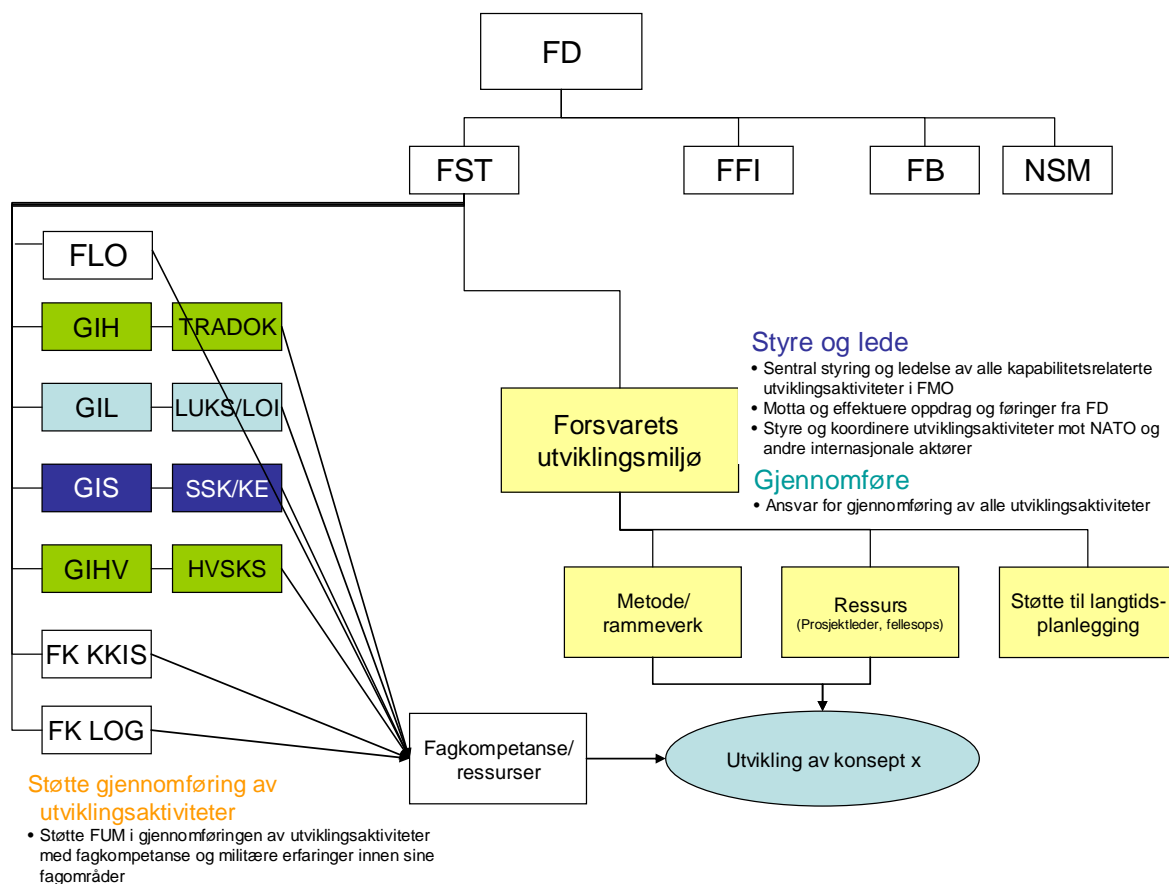 FD
FST
FFI
FB
NSM
FLO
GIH
TRADOK
GIL
LUKS/LOI
GIS
SSK/KE
GIHV
HVSKS
FK KKIS
FK LOG
Støtte gjennomføring av
utviklingsaktiviteter
• Støtte FUM i gjennomføringen av utviklingsaktiviteter
med fagkompetanse og militære erfaringer innen sine
fagområder
Forsvarets
utviklingsmiljø
Styre og lede
• Sentral styring og ledelse av alle kapabilitetsrelaterte
utviklingsaktiviteter i FMO
• Motta og effektuere oppdrag og føringer fra FD
• Styre og koordinere utviklingsaktiviteter mot NATO og
andre internasjonale aktører
Gjennomføre
• Ansvar for gjennomføring av alle utviklingsaktiviteter
Metode/
rammeverk
Ressurs
(Prosjektleder, fellesops)
Støtte til langtids-
planlegging
Fagkompetanse/
ressurser
Utvikling av konsept x